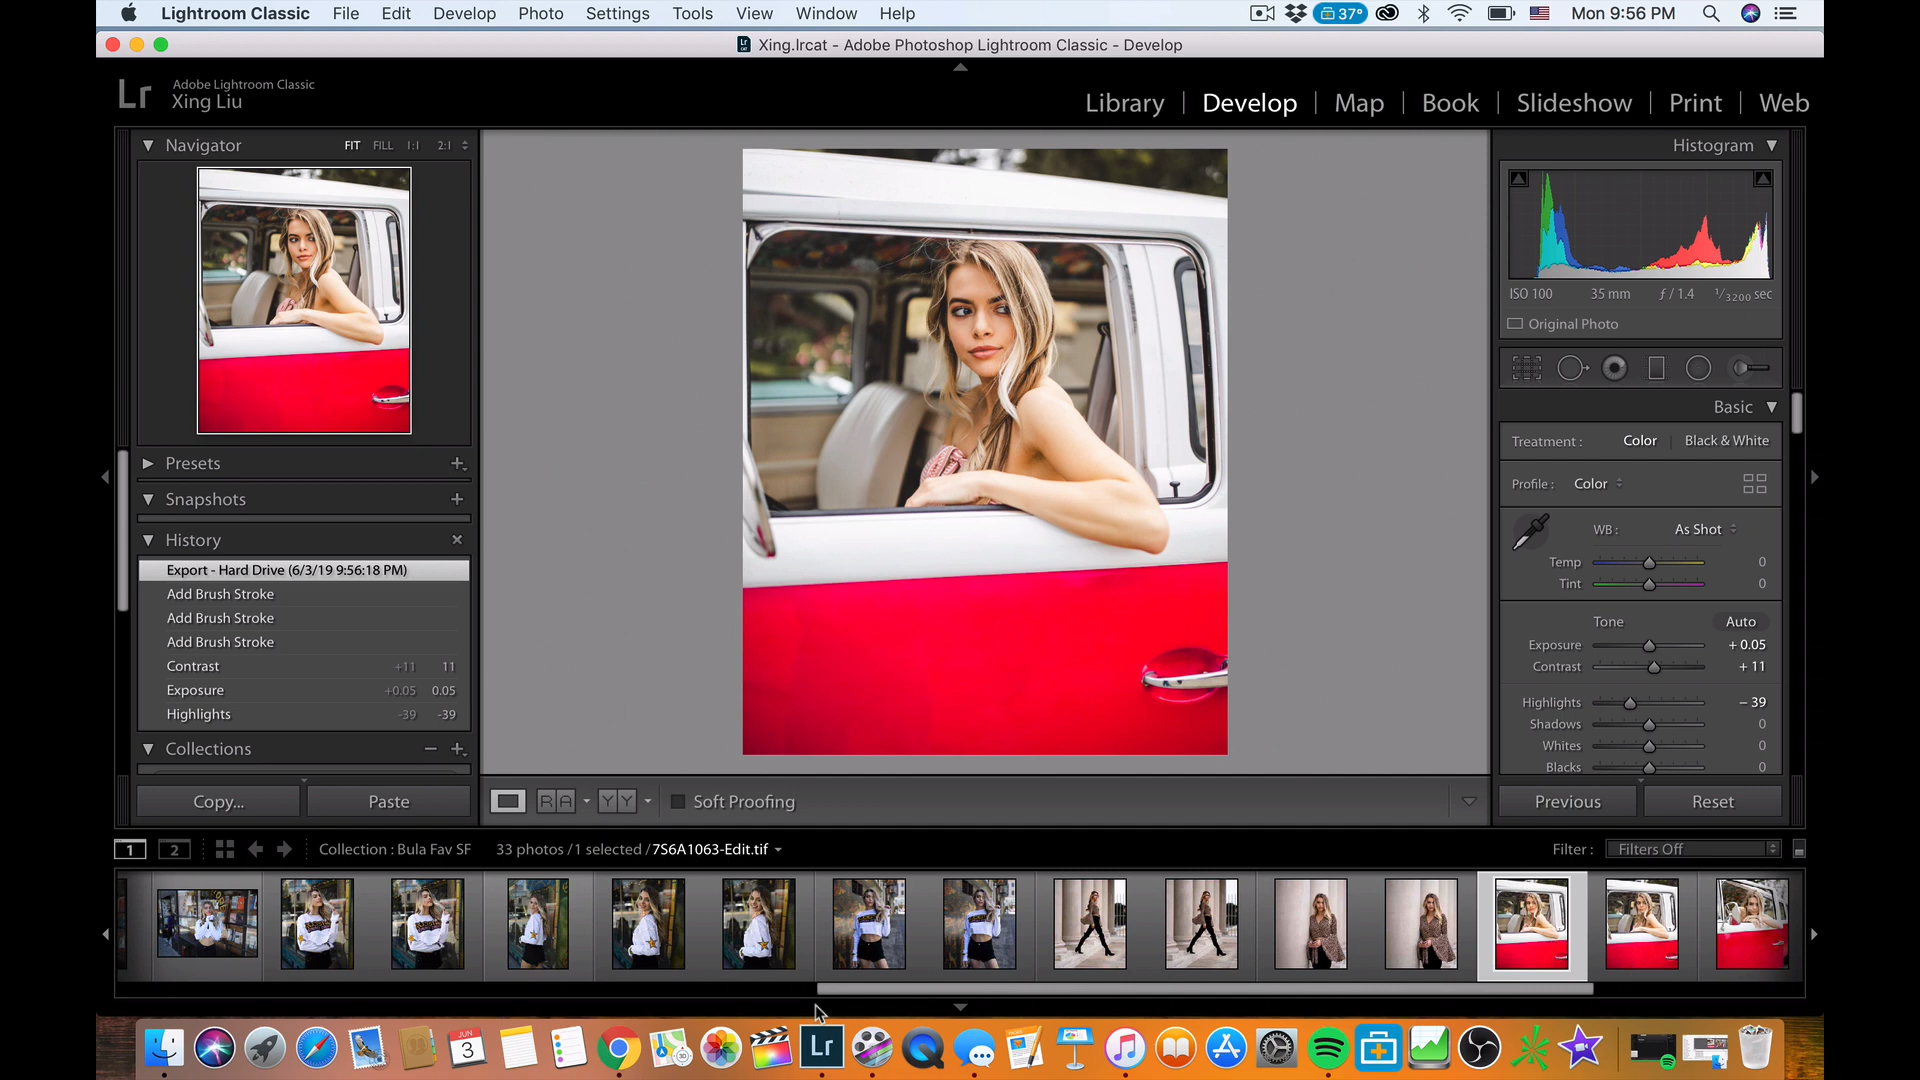 Lightroom Classic File Edit Develop Photo Settings Tools View Window Help 37° Mon 9:56 PM
Xing.lrcat - Adobe Photoshop Lightroom Classic - Develop
Lr Adobe Lightroom Classic
Xing Liu
Library | Develop | Map | Book | Slideshow | Print | Web
Navigator FIT FILL 1:1 2:1
Presets
Snapshots
History
Export - Hard Drive (6/3/19 9:56:18 PM)
Add Brush Stroke
Add Brush Stroke
Add Brush Stroke
Contrast +11 11
Exposure +0.05 0.05
Highlights -39 -39
Collections
Copy... Paste
R A Y Y Soft Proofing
Histogram
ISO 100 35 mm ƒ / 1.4 1/3200 sec
Original Photo
Basic
Treatment : Color | Black & White
Profile : Color
WB : As Shot
Temp 0
Tint 0
Tone Auto
Exposure + 0.05
Contrast + 11
Highlights – 39
Shadows 0
Whites 0
Blacks 0
Previous Reset
1 2 Collection : Bula Fav SF 33 photos / 1 selected / 7S6A1063-Edit.tif Filter : Filters Off
JUN
3
Lr